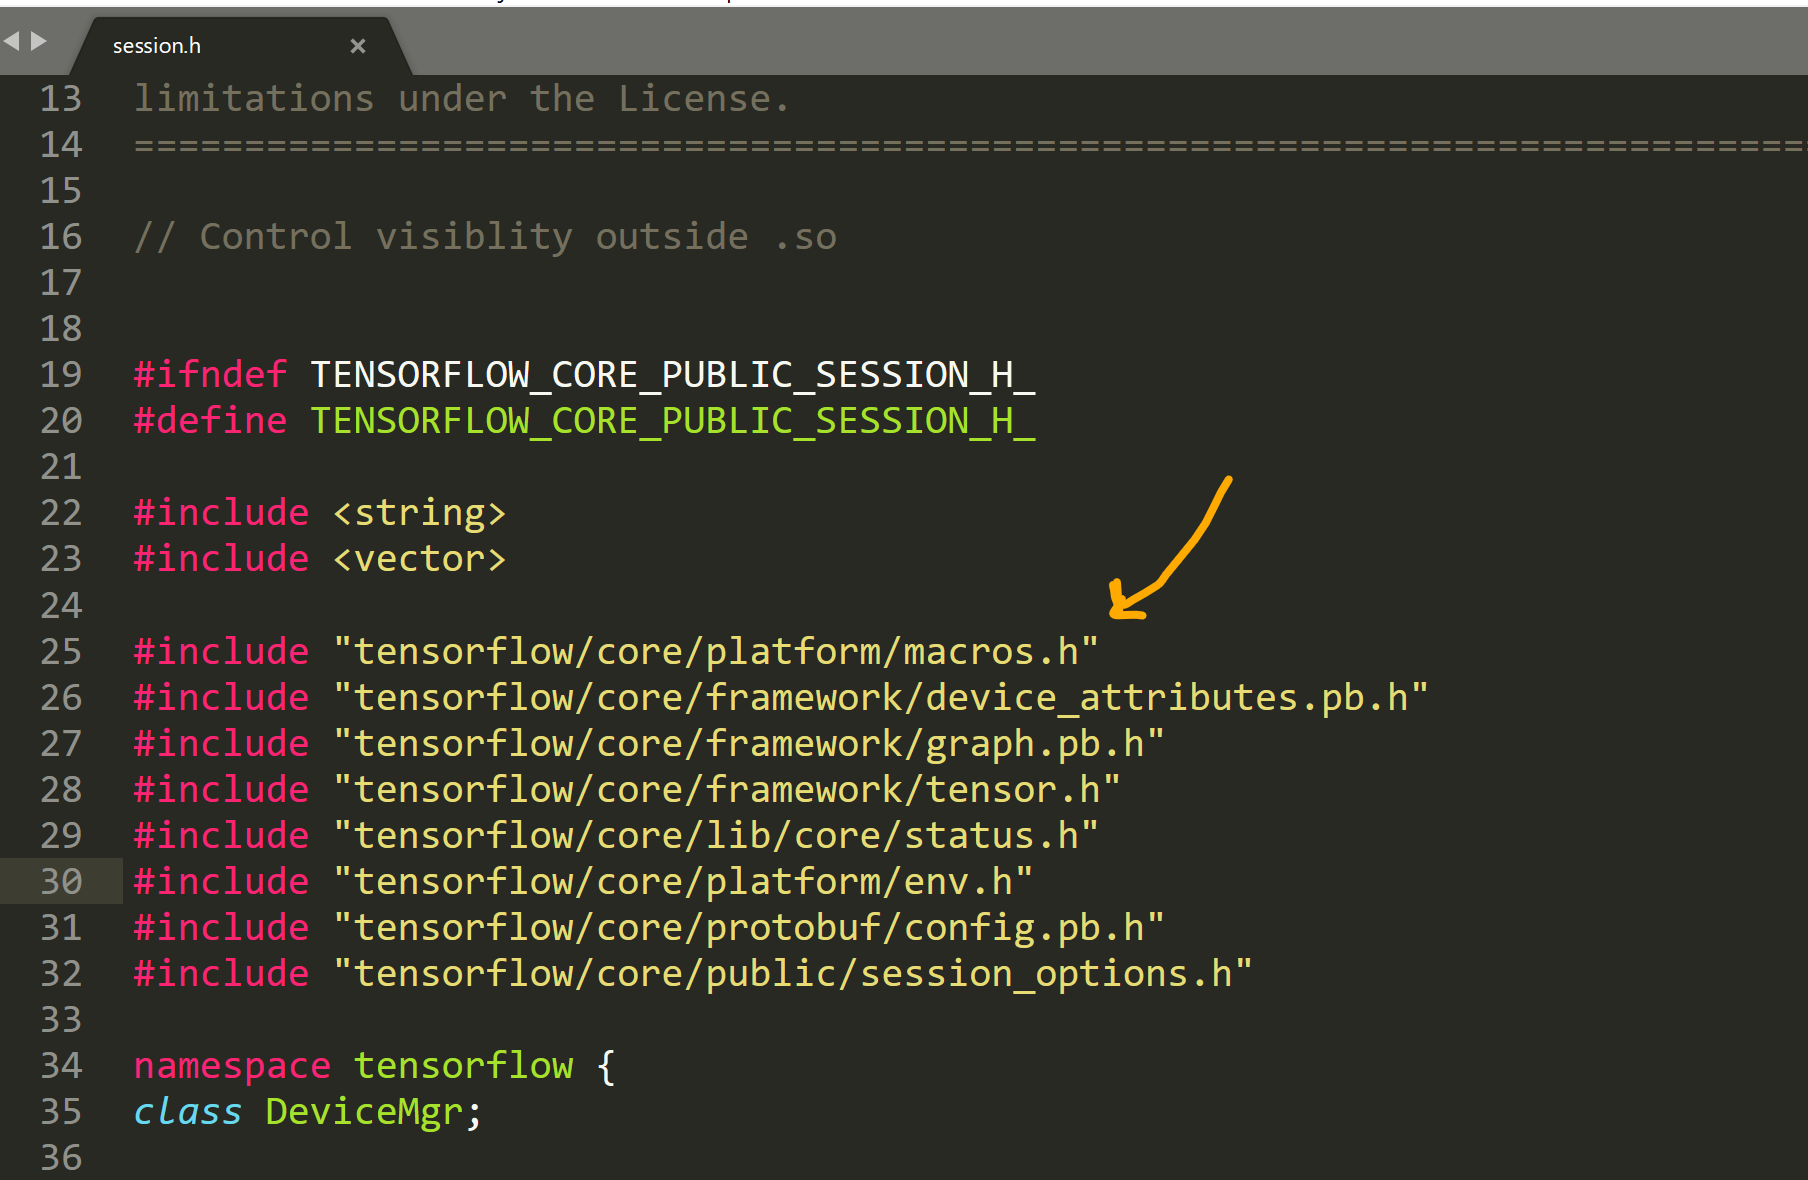 session.h ×
13 limitations under the License.
14 ============================================================================
15
16 // Control visiblity outside .so
17
18
19 #ifndef TENSORFLOW_CORE_PUBLIC_SESSION_H_
20 #define TENSORFLOW_CORE_PUBLIC_SESSION_H_
21
22 #include <string>
23 #include <vector>
24
25 #include "tensorflow/core/platform/macros.h"
26 #include "tensorflow/core/framework/device_attributes.pb.h"
27 #include "tensorflow/core/framework/graph.pb.h"
28 #include "tensorflow/core/framework/tensor.h"
29 #include "tensorflow/core/lib/core/status.h"
30 #include "tensorflow/core/platform/env.h"
31 #include "tensorflow/core/protobuf/config.pb.h"
32 #include "tensorflow/core/public/session_options.h"
33
34 namespace tensorflow {
35 class DeviceMgr;
36